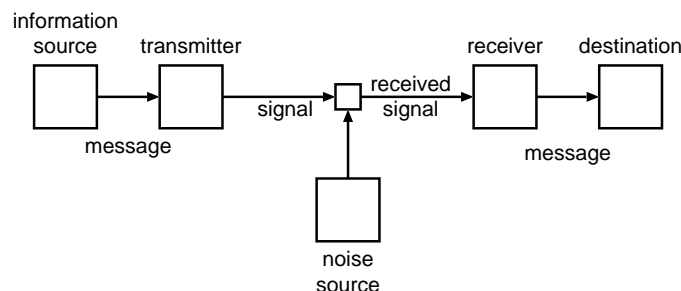 information
source
transmitter
receiver
destination
signal
received
signal
message
message
noise
source